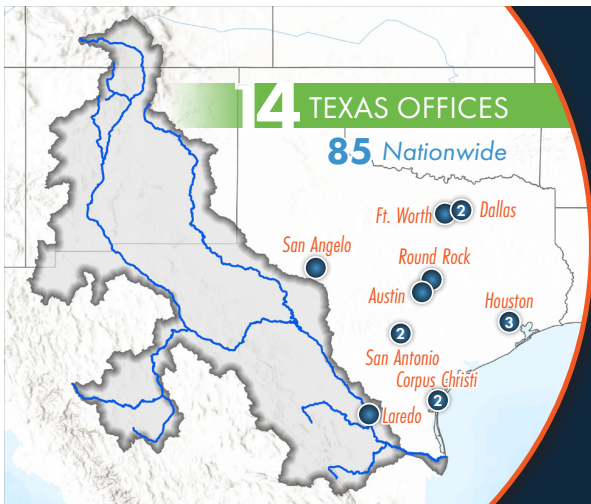 14 TEXAS OFFICES
85 Nationwide
Ft. Worth
2
Dallas
San Angelo
Round Rock
Austin
Houston
3
2
San Antonio
Corpus Christi
2
Laredo